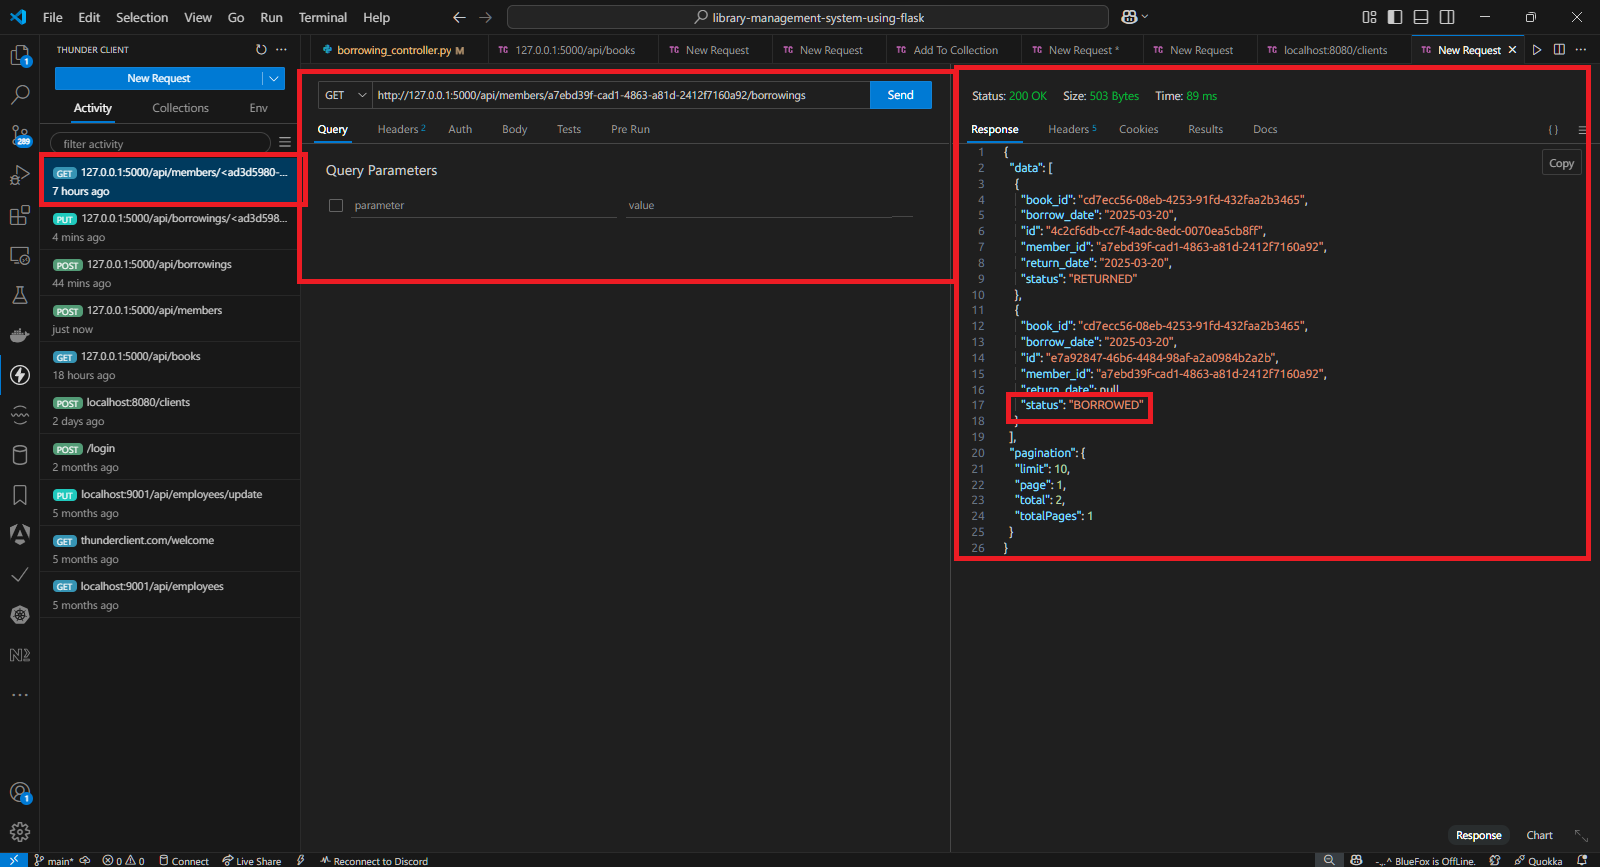 File Edit Selection View Go Run Terminal Help
library-management-system-using-flask
THUNDER CLIENT
New Request
Activity Collections Env
filter activity
GET 127.0.0.1:5000/api/members/<ad3d5980-...
7 hours ago
PUT 127.0.0.1:5000/api/borrowings/<ad3d598...
4 mins ago
POST 127.0.0.1:5000/api/borrowings
44 mins ago
POST 127.0.0.1:5000/api/members
just now
GET 127.0.0.1:5000/api/books
18 hours ago
POST localhost:8080/clients
2 days ago
POST /login
2 months ago
PUT localhost:9001/api/employees/update
5 months ago
GET thunderclient.com/welcome
5 months ago
GET localhost:9001/api/employees
5 months ago
1
289
1
borrowing_controller.py M TC 127.0.0.1:5000/api/books TC New Request TC New Request TC Add To Collection TC New Request * TC New Request TC localhost:8080/clients TC New Request
GET http://127.0.0.1:5000/api/members/a7ebd39f-cad1-4863-a81d-2412f7160a92/borrowings Send
Query Headers 2 Auth Body Tests Pre Run
Query Parameters
parameter value
Status: 200 OK Size: 503 Bytes Time: 89 ms
Response Headers 5 Cookies Results Docs { }
Copy
1 {
2 "data": [
3 {
4 "book_id": "cd7ecc56-08eb-4253-91fd-432faa2b3465",
5 "borrow_date": "2025-03-20",
6 "id": "4c2cf6db-cc7f-4adc-8edc-0070ea5cb8ff",
7 "member_id": "a7ebd39f-cad1-4863-a81d-2412f7160a92",
8 "return_date": "2025-03-20",
9 "status": "RETURNED"
10 },
11 {
12 "book_id": "cd7ecc56-08eb-4253-91fd-432faa2b3465",
13 "borrow_date": "2025-03-20",
14 "id": "e7a92847-46b6-4484-98af-a2a0984b2a2b",
15 "member_id": "a7ebd39f-cad1-4863-a81d-2412f7160a92",
16 "return_date": null,
17 "status": "BORROWED"
18 }
19 ],
20 "pagination": {
21 "limit": 10,
22 "page": 1,
23 "total": 2,
24 "totalPages": 1
25 }
26 }
Response Chart
main* 0 0 Connect Live Share Reconnect to Discord BlueFox is OffLine. Quokka